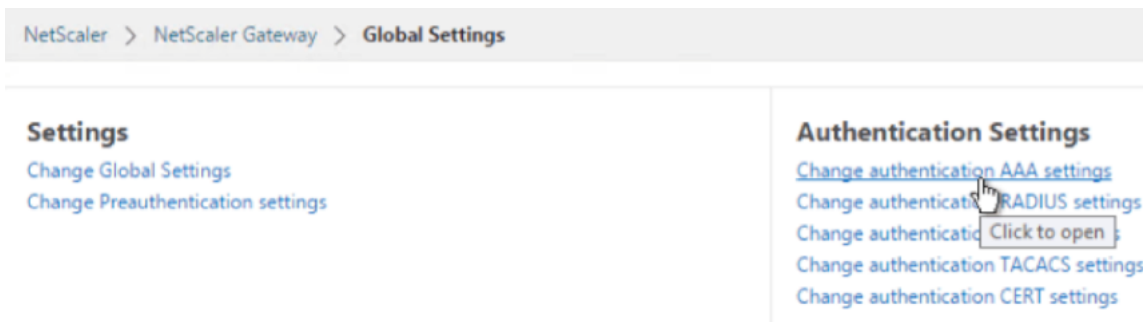 NetScaler > NetScaler Gateway > Global Settings
Settings
Change Global Settings
Change Preauthentication settings
Authentication Settings
Change authentication AAA settings
Change RADIUS settings
Change
Click to open
Change authentication TACACS settings
Change authentication CERT settings